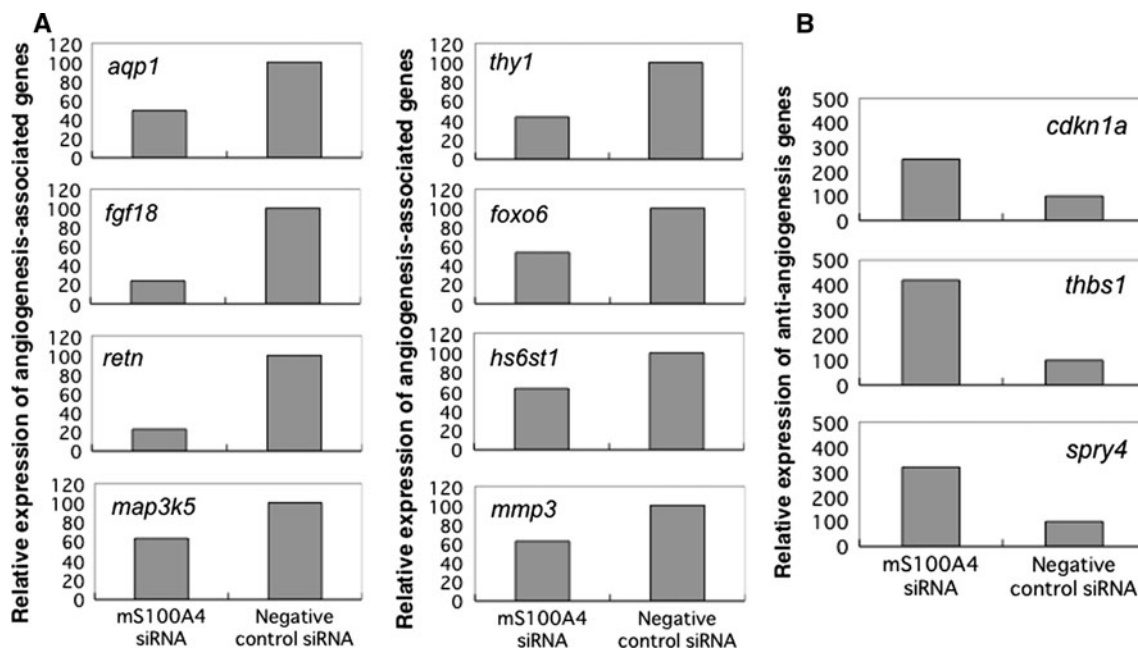 A
Relative expression of angiogenesis-associated genes
120
100
80
60
40
20
0
aqp1
120
100
80
60
40
20
0
fgf18
120
100
80
60
40
20
0
retn
120
100
80
60
40
20
0
map3k5
mS100A4
siRNA
Negative
control siRNA
Relative expression of angiogenesis-associated genes
120
100
80
60
40
20
0
thy1
120
100
80
60
40
20
0
foxo6
120
100
80
60
40
20
0
hs6st1
120
100
80
60
40
20
0
mmp3
mS100A4
siRNA
Negative
control siRNA
B
Relative expression of anti-angiogenesis genes
500
400
300
200
100
0
cdkn1a
500
400
300
200
100
0
thbs1
500
400
300
200
100
0
spry4
mS100A4
siRNA
Negative
control siRNA